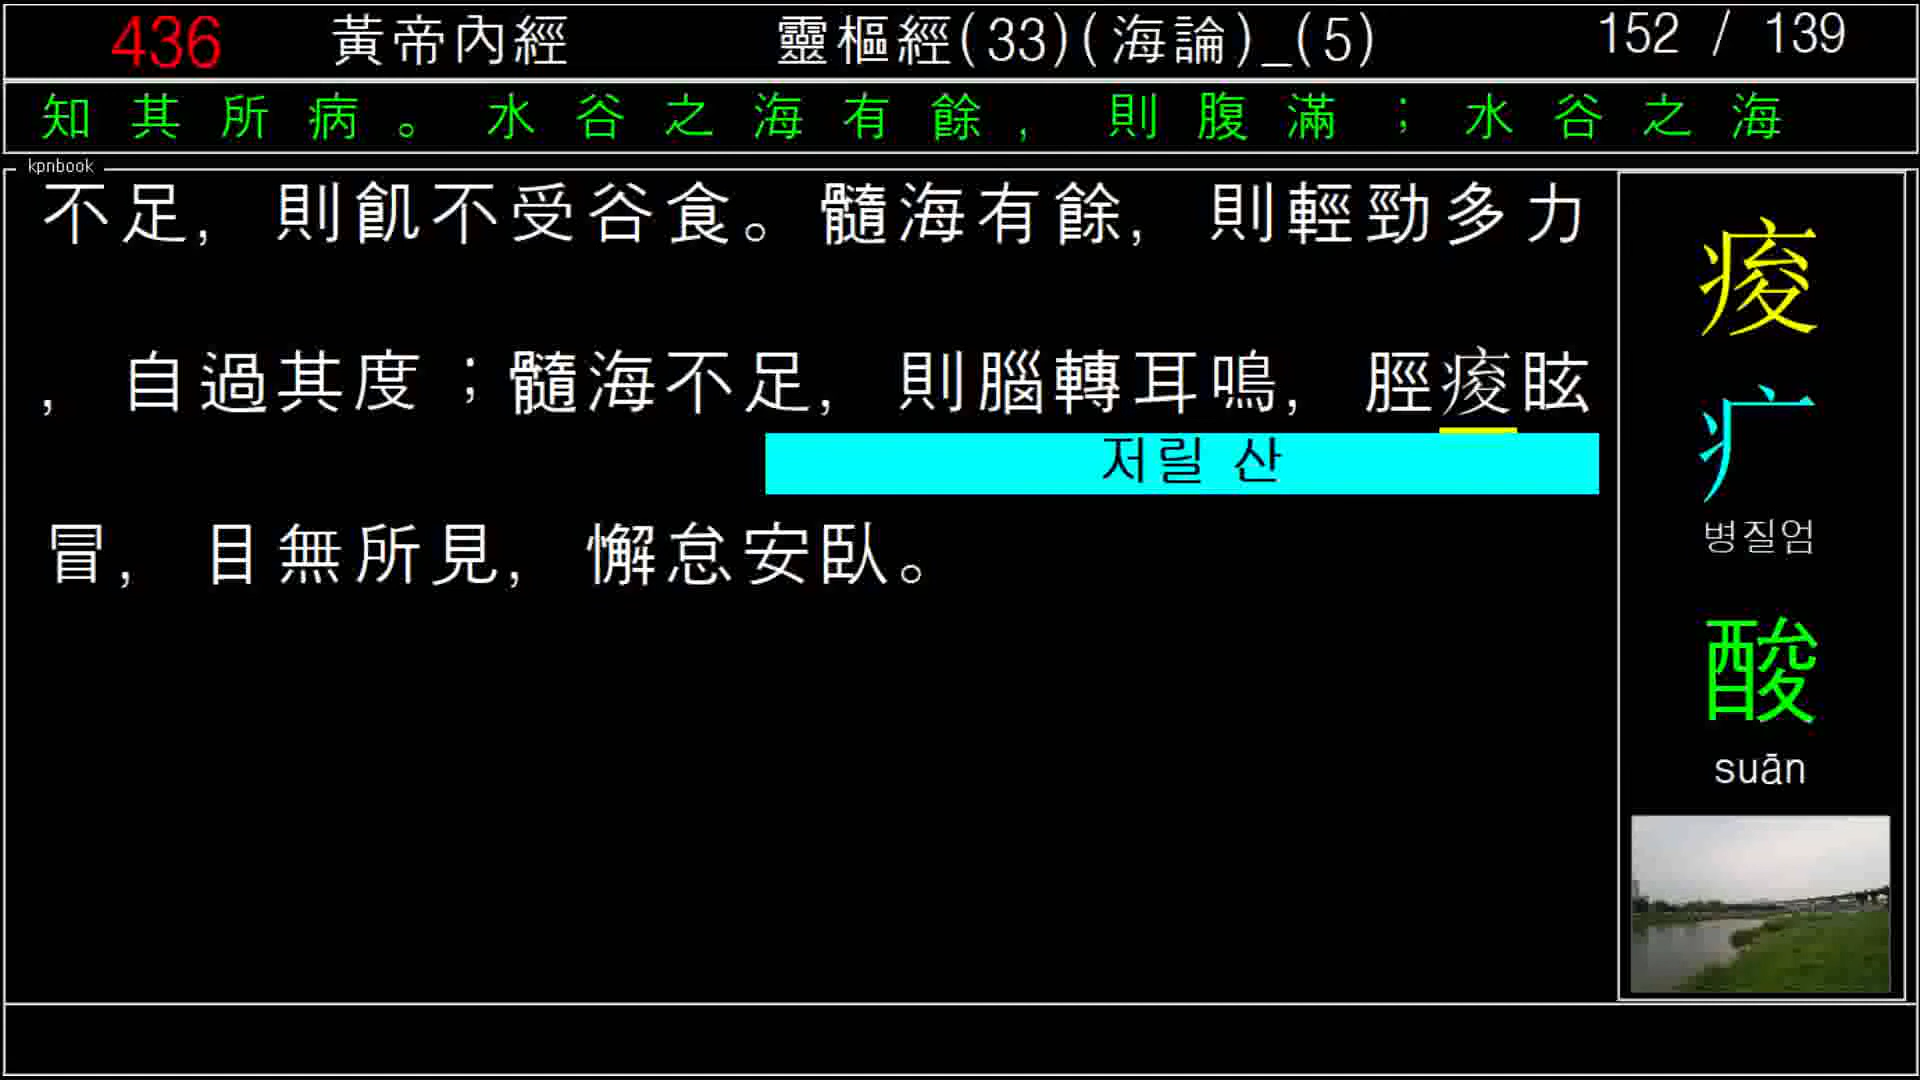 436 黃帝內經 靈樞經(33)(海論)_(5) 152 / 139
知其所病。水谷之海有餘,則腹滿;水谷之海
kpnbook
不足,則飢不受谷食。髓海有餘,則輕勁多力
,自過其度;髓海不足,則腦轉耳鳴,脛痠眩
저릴 산
冒,目無所見,懈怠安臥。
痠
疒
병질엄
酸
suān